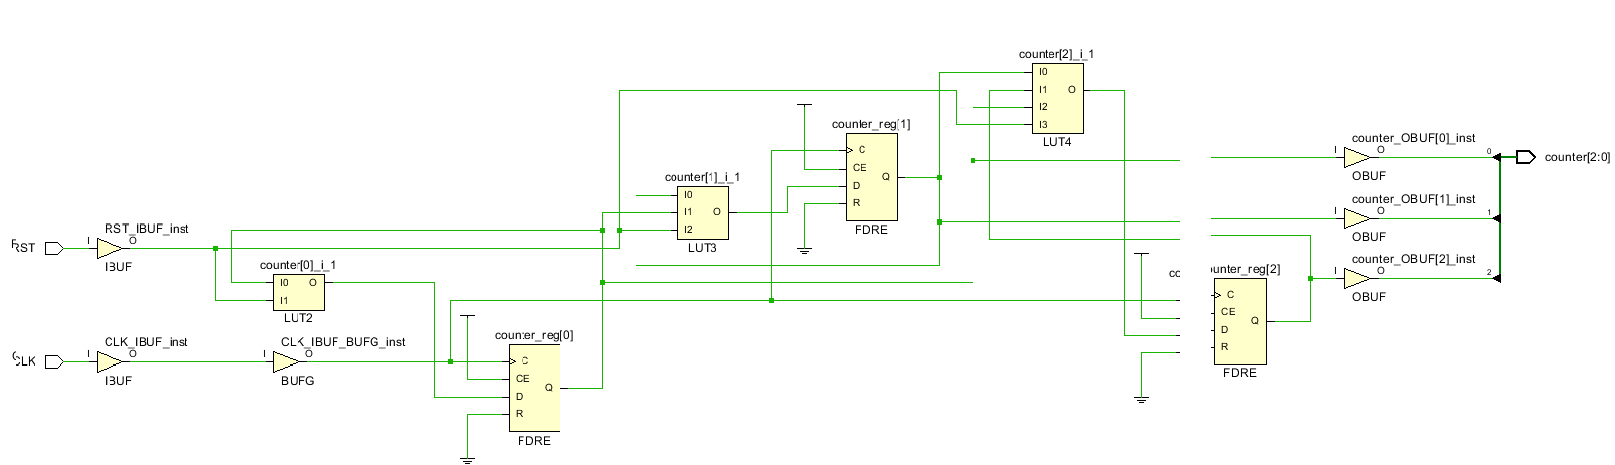 counter[2]_i_1
I0
I1
I2
I3
O
LUT4
counter_reg[1]
C
CE
D
R
Q
FDRE
counter[1]_i_1
I0
I1
I2
O
LUT3
counter_OBUF[0]_inst
I
O
OBUF
0
counter[2:0]
counter_OBUF[1]_inst
I
O
OBUF
1
counter_OBUF[2]_inst
I
O
OBUF
2
RST_IBUF_inst
RST
I
O
IBUF
counter[0]_i_1
I0
I1
O
LUT2
unter_reg[2]
C
CE
D
R
Q
FDRE
CLK_IBUF_inst
CLK
I
O
IBUF
CLK_IBUF_BUFG_inst
I
O
BUFG
counter_reg[0]
C
CE
D
R
Q
FDRE